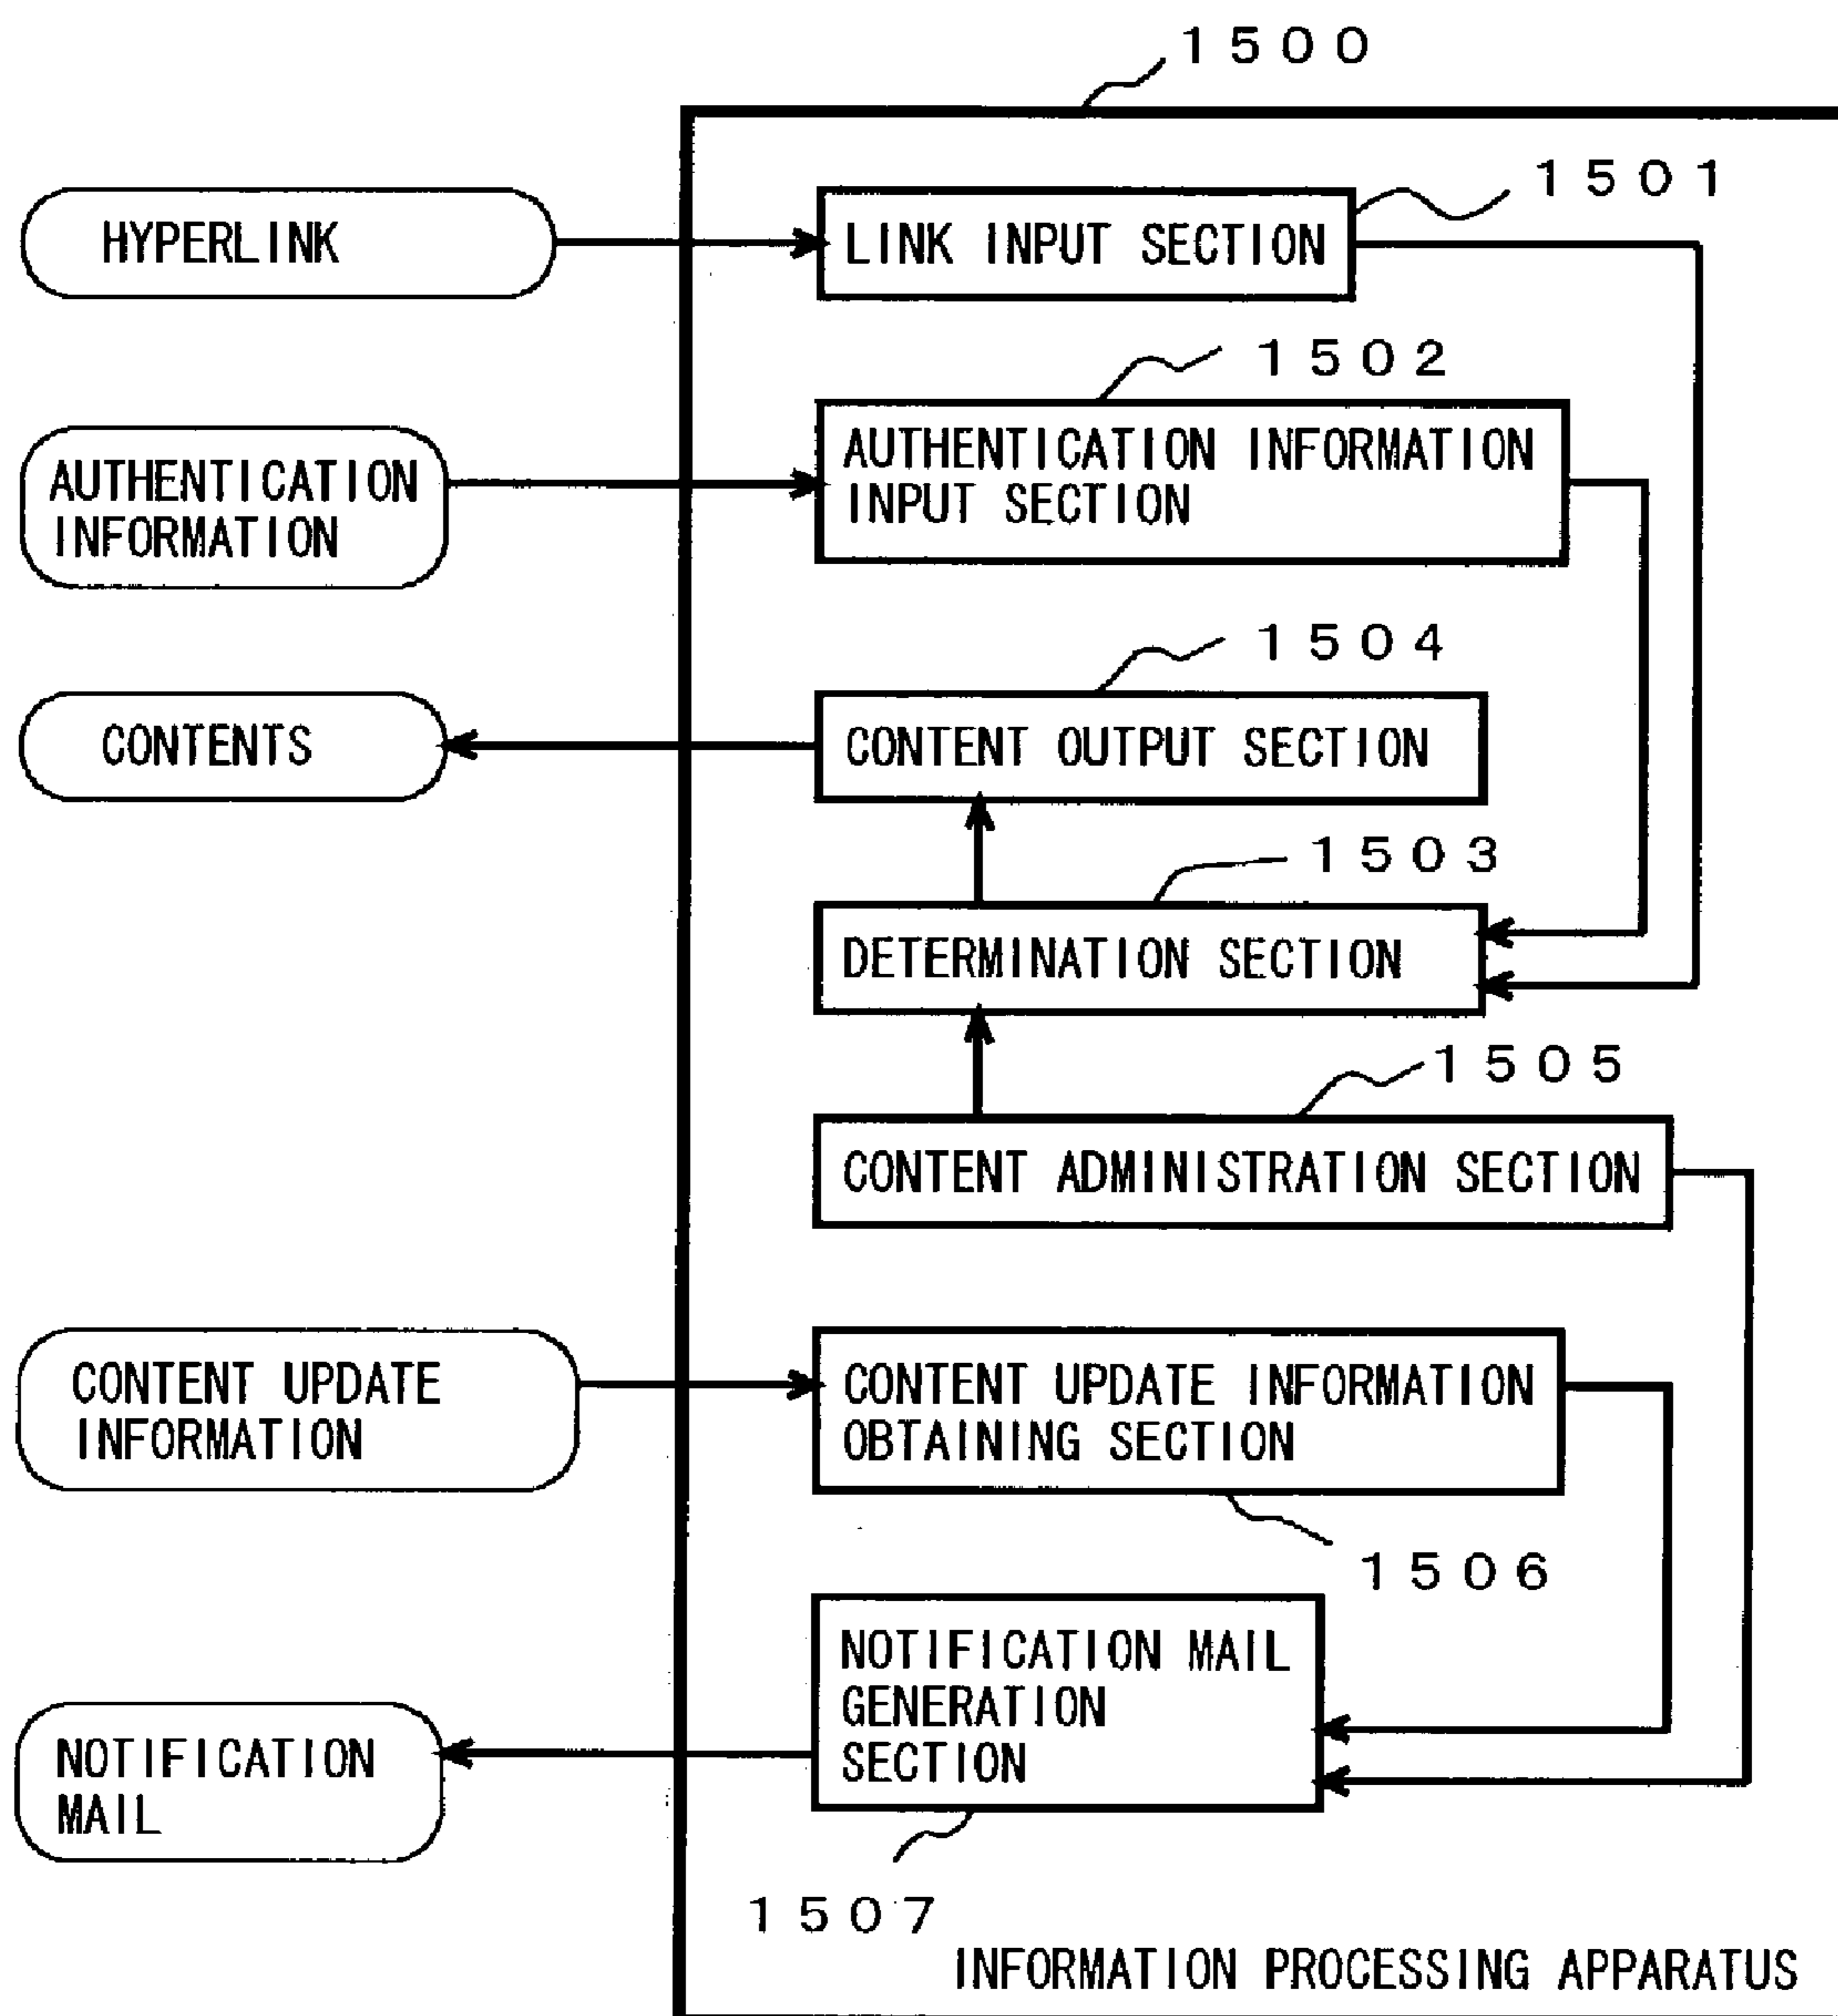 1500
1501
HYPERLINK
LINK INPUT SECTION
1502
AUTHENTICATION
INFORMATION
AUTHENTICATION INFORMATION
INPUT SECTION
1504
CONTENTS
CONTENT OUTPUT SECTION
1503
DETERMINATION SECTION
1505
CONTENT ADMINISTRATION SECTION
CONTENT UPDATE
INFORMATION
CONTENT UPDATE INFORMATION
OBTAINING SECTION
1506
NOTIFICATION MAIL
GENERATION
SECTION
NOTIFICATION
MAIL
1507
INFORMATION PROCESSING APPARATUS